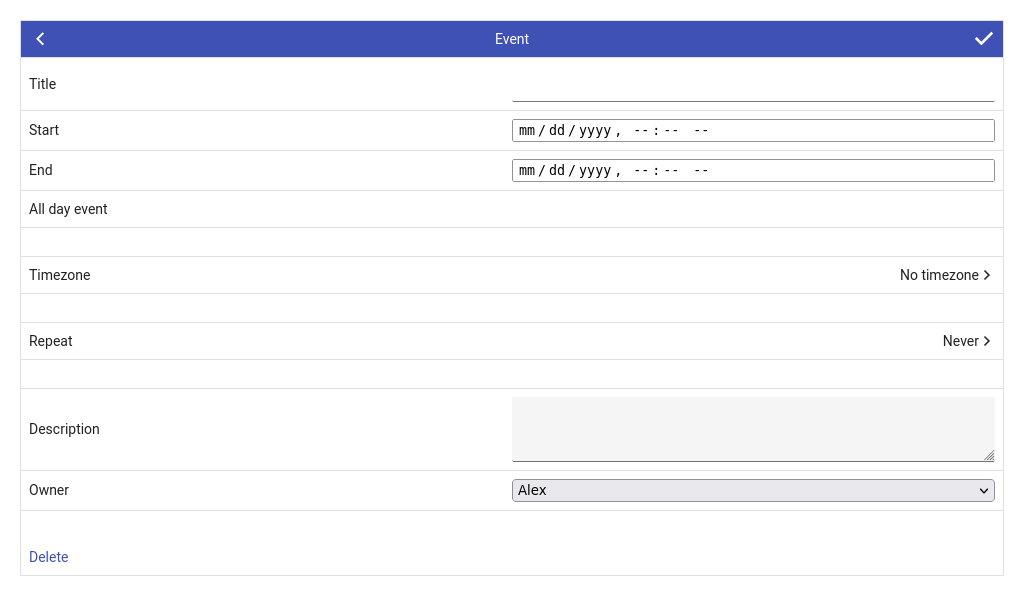 Event
Title
Start mm/dd/yyyy, --:-- --
End mm/dd/yyyy, --:-- --
All day event
Timezone No timezone
Repeat Never
Description
Owner Alex
Delete